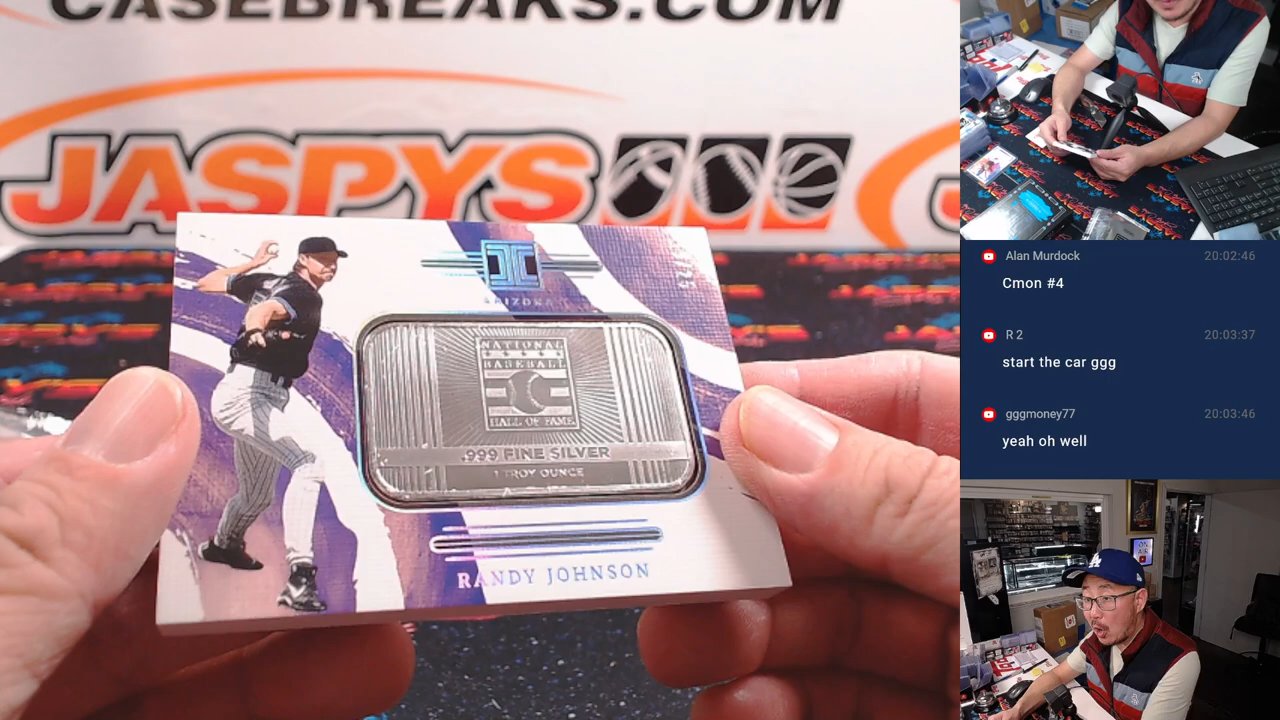 CASEBREAKS.COM
JASPYS
ARIZONA
NATIONAL
BASEBALL
HALL OF FAME
.999 FINE SILVER
1 TROY OUNCE
RANDY JOHNSON
Alan Murdock 20:02:46
Cmon #4
R 2 20:03:37
start the car ggg
gggmoney77 20:03:46
yeah oh well
ON
AIR